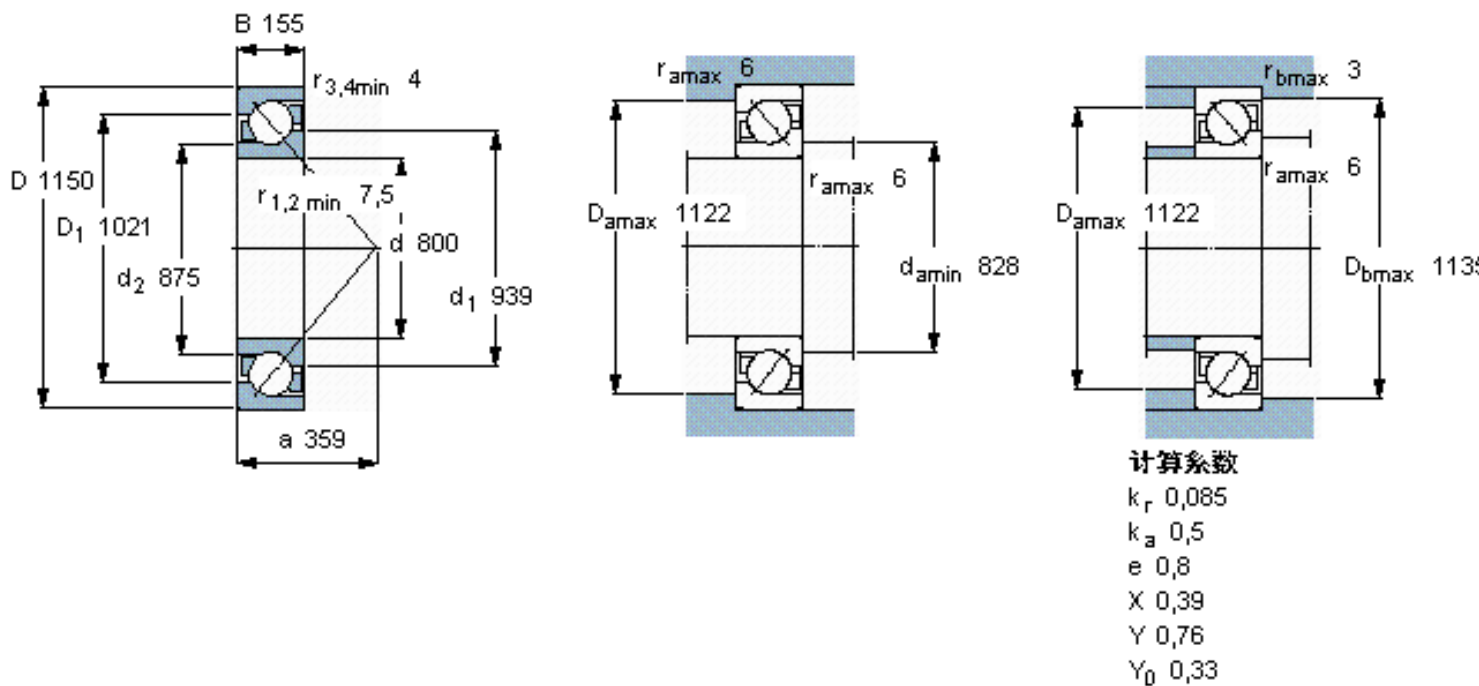 B 155
r3,4min 4
D 1150
D1 1021
d2 875
r1,2 min 7,5
d 800
d1 939
a 359
ramax 6
ramax 6
Damax 1122
damin 828
rbmax 3
ramax 6
Damax 1122
Dbmax 1135
计算系数
kr 0,085
ka 0,5
e 0,8
X 0,39
Y 0,76
Y0 0,33